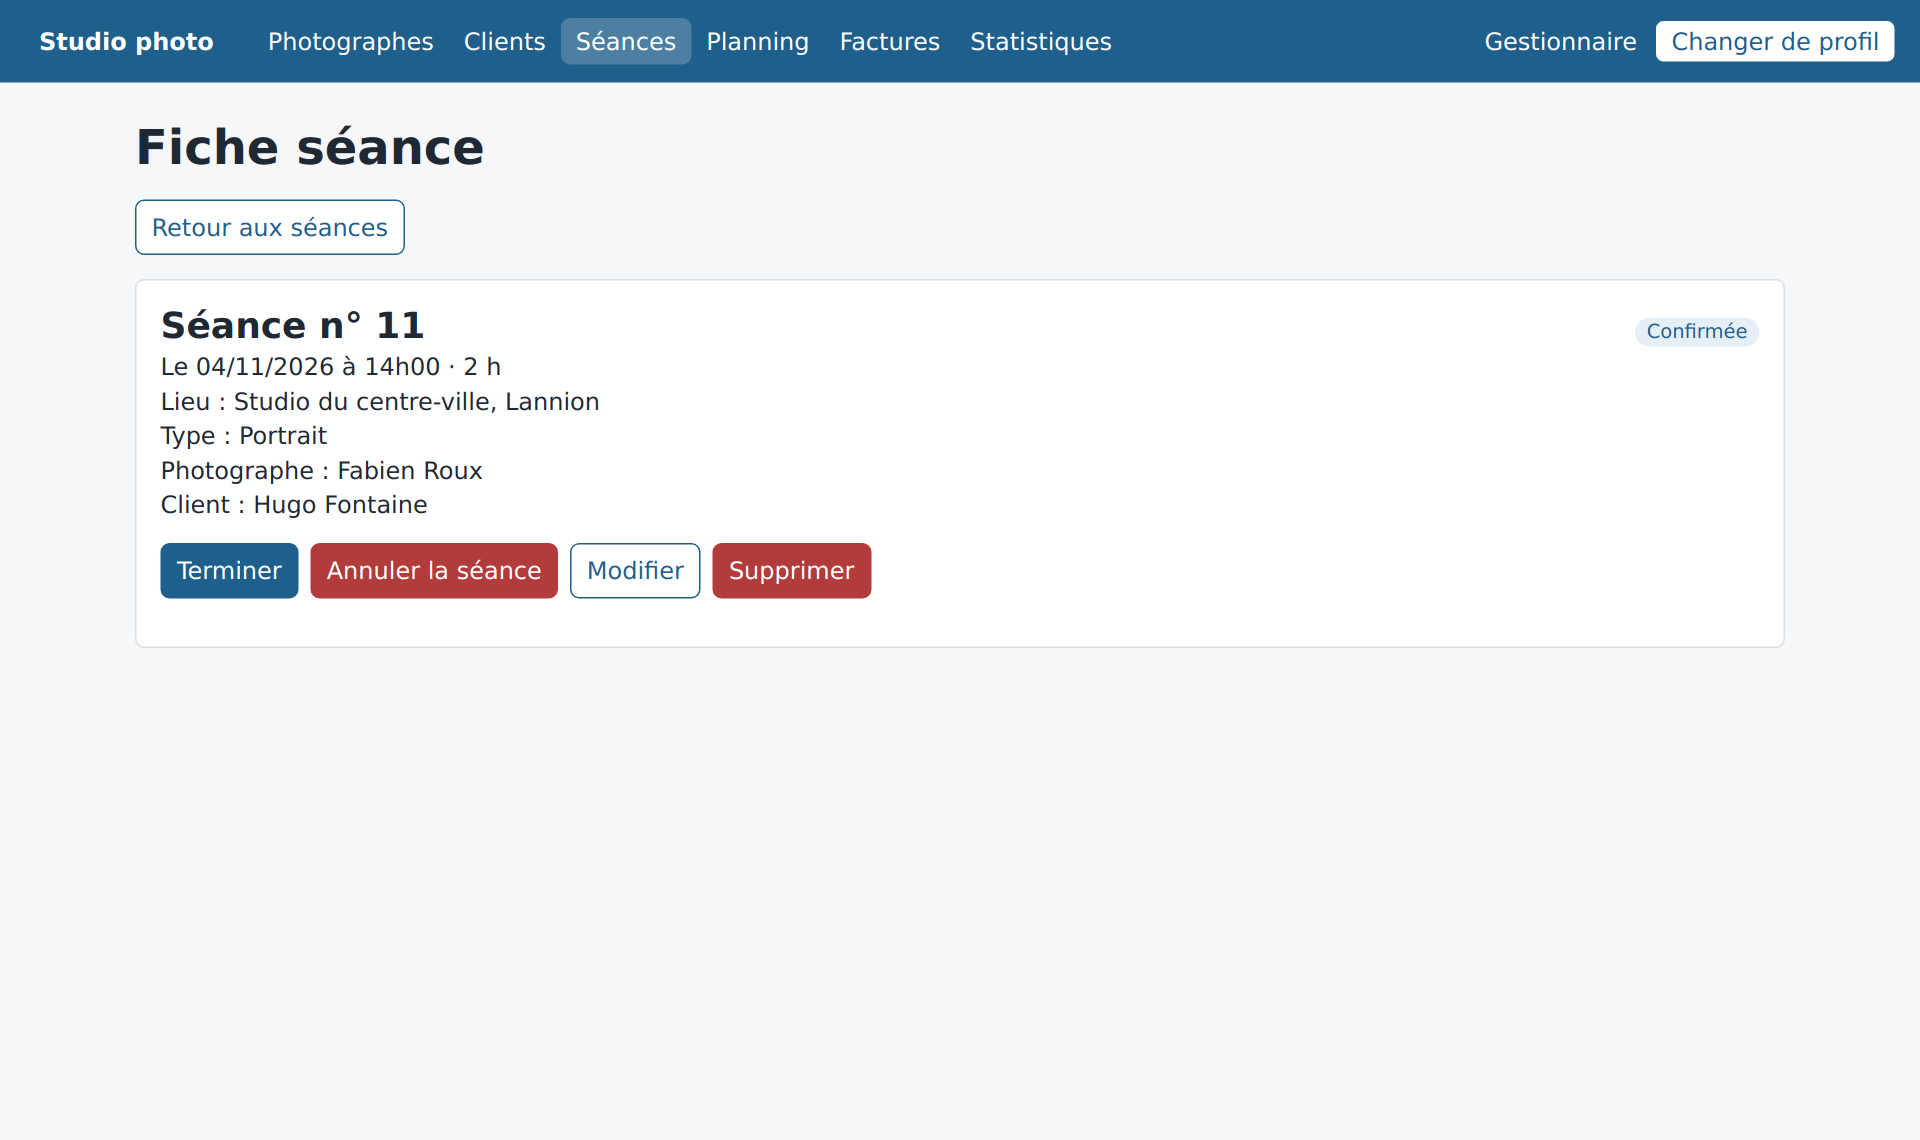 Studio photo Photographes Clients Séances Planning Factures Statistiques Gestionnaire Changer de profil
Fiche séance
Retour aux séances
Séance n° 11 Confirmée
Le 04/11/2026 à 14h00 · 2 h
Lieu : Studio du centre-ville, Lannion
Type : Portrait
Photographe : Fabien Roux
Client : Hugo Fontaine
Terminer Annuler la séance Modifier Supprimer